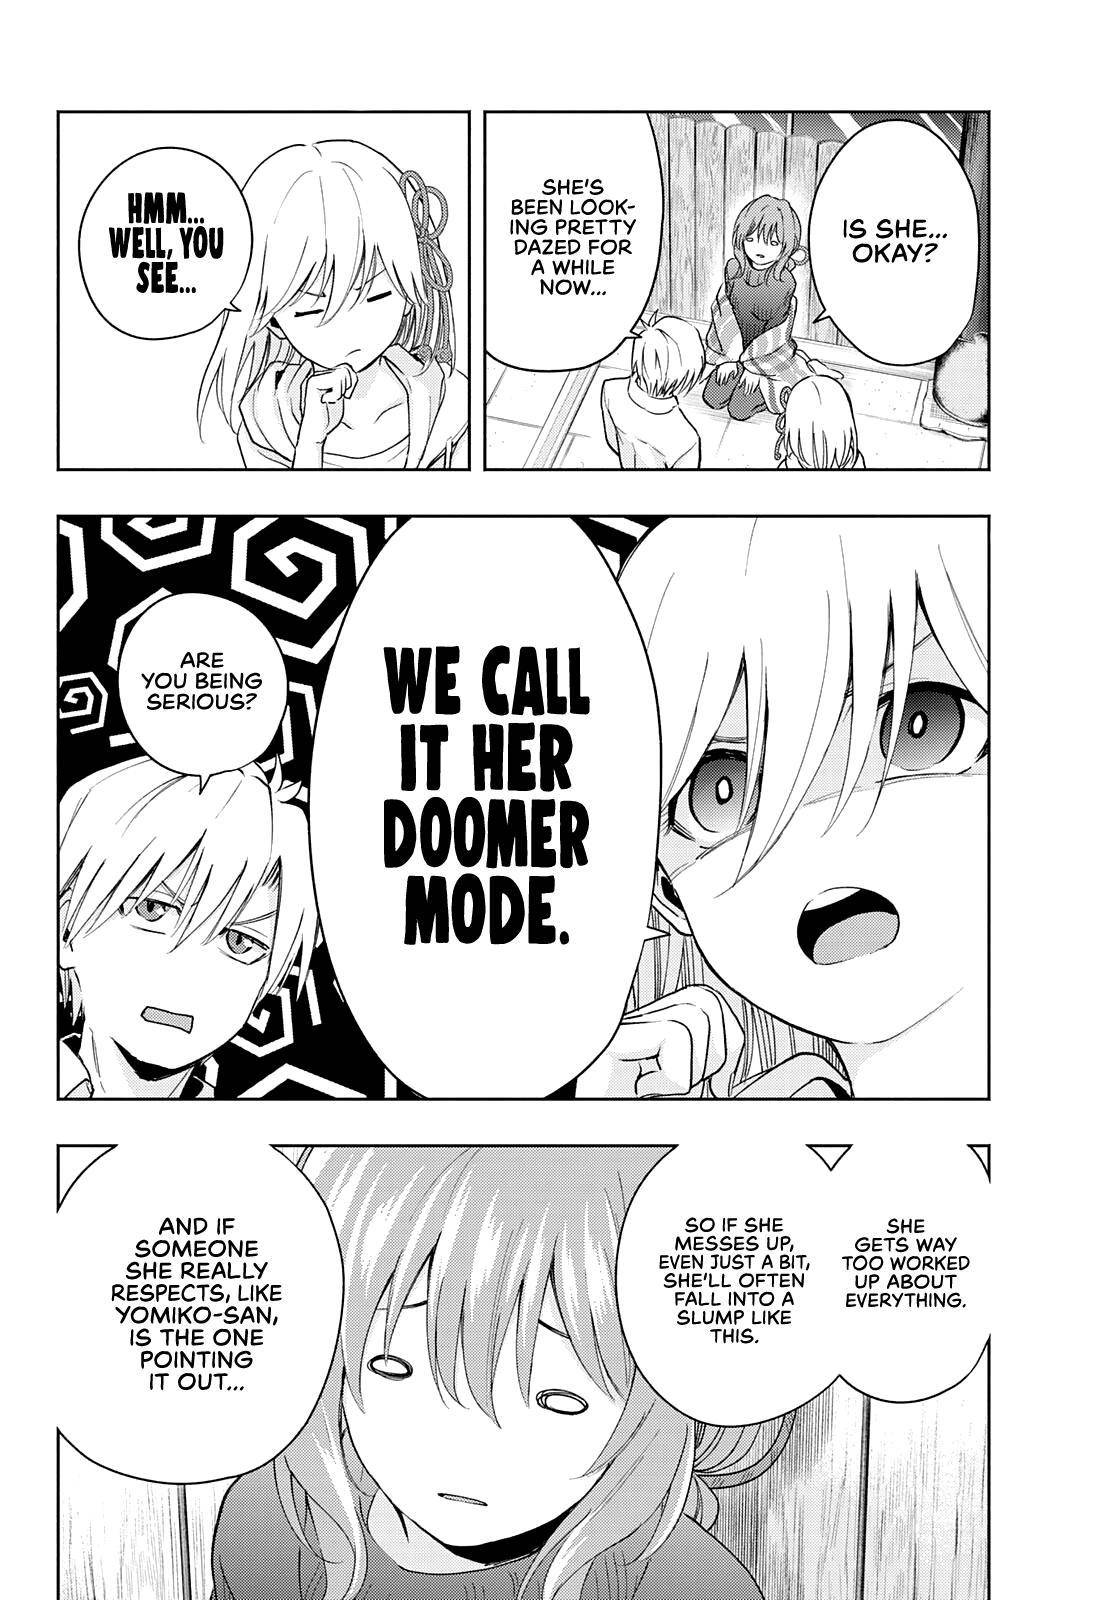 IS SHE...
OKAY?
SHE'S
BEEN LOOK-
ING PRETTY
DAZED FOR
A WHILE
NOW...
HMM...
WELL, YOU
SEE...
WE CALL
IT HER
DOOMER
MODE.
ARE
YOU BEING
SERIOUS?
SHE
GETS WAY
TOO WORKED
UP ABOUT
EVERYTHING.
SO IF SHE
MESSES UP,
EVEN JUST A BIT,
SHE'LL OFTEN
FALL INTO A
SLUMP LIKE
THIS.
AND IF
SOMEONE
SHE REALLY
RESPECTS, LIKE
YOMIKO-SAN,
IS THE ONE
POINTING
IT OUT...